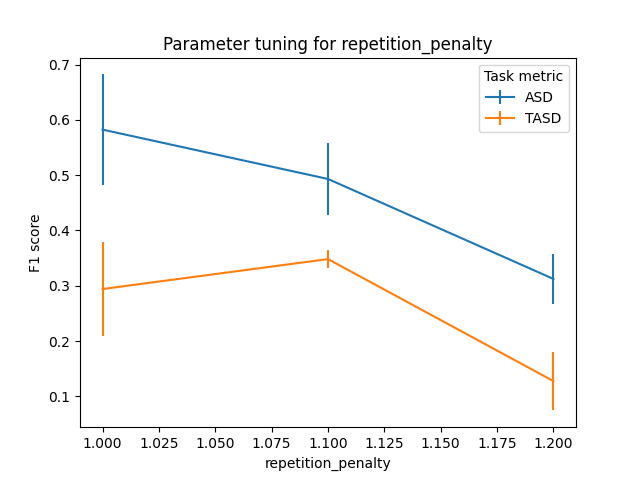 Parameter tuning for repetition_penalty
Task metric
ASD
TASD
F1 score
0.7
0.6
0.5
0.4
0.3
0.2
0.1
1.000 1.025 1.050 1.075 1.100 1.125 1.150 1.175 1.200
repetition_penalty